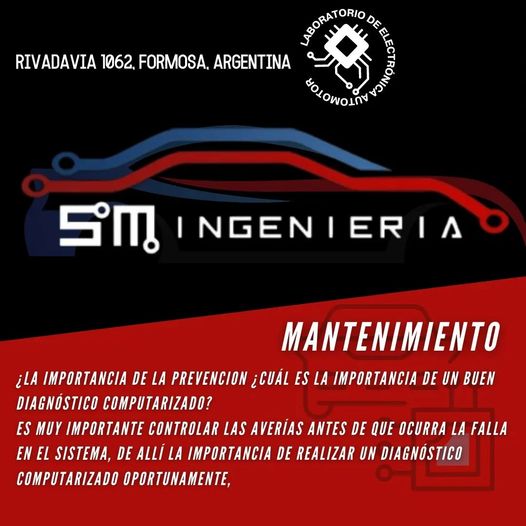 RIVADAVIA 1062, FORMOSA, ARGENTINA
LABORATORIO DE ELECTRÓNICA AUTOMOTOR
SM INGENIERIA
MANTENIMIENTO
¿LA IMPORTANCIA DE LA PREVENCION ¿CUÁL ES LA IMPORTANCIA DE UN BUEN
DIAGNÓSTICO COMPUTARIZADO?
ES MUY IMPORTANTE CONTROLAR LAS AVERÍAS ANTES DE QUE OCURRA LA FALLA
EN EL SISTEMA, DE ALLÍ LA IMPORTANCIA DE REALIZAR UN DIAGNÓSTICO
COMPUTARIZADO OPORTUNAMENTE,